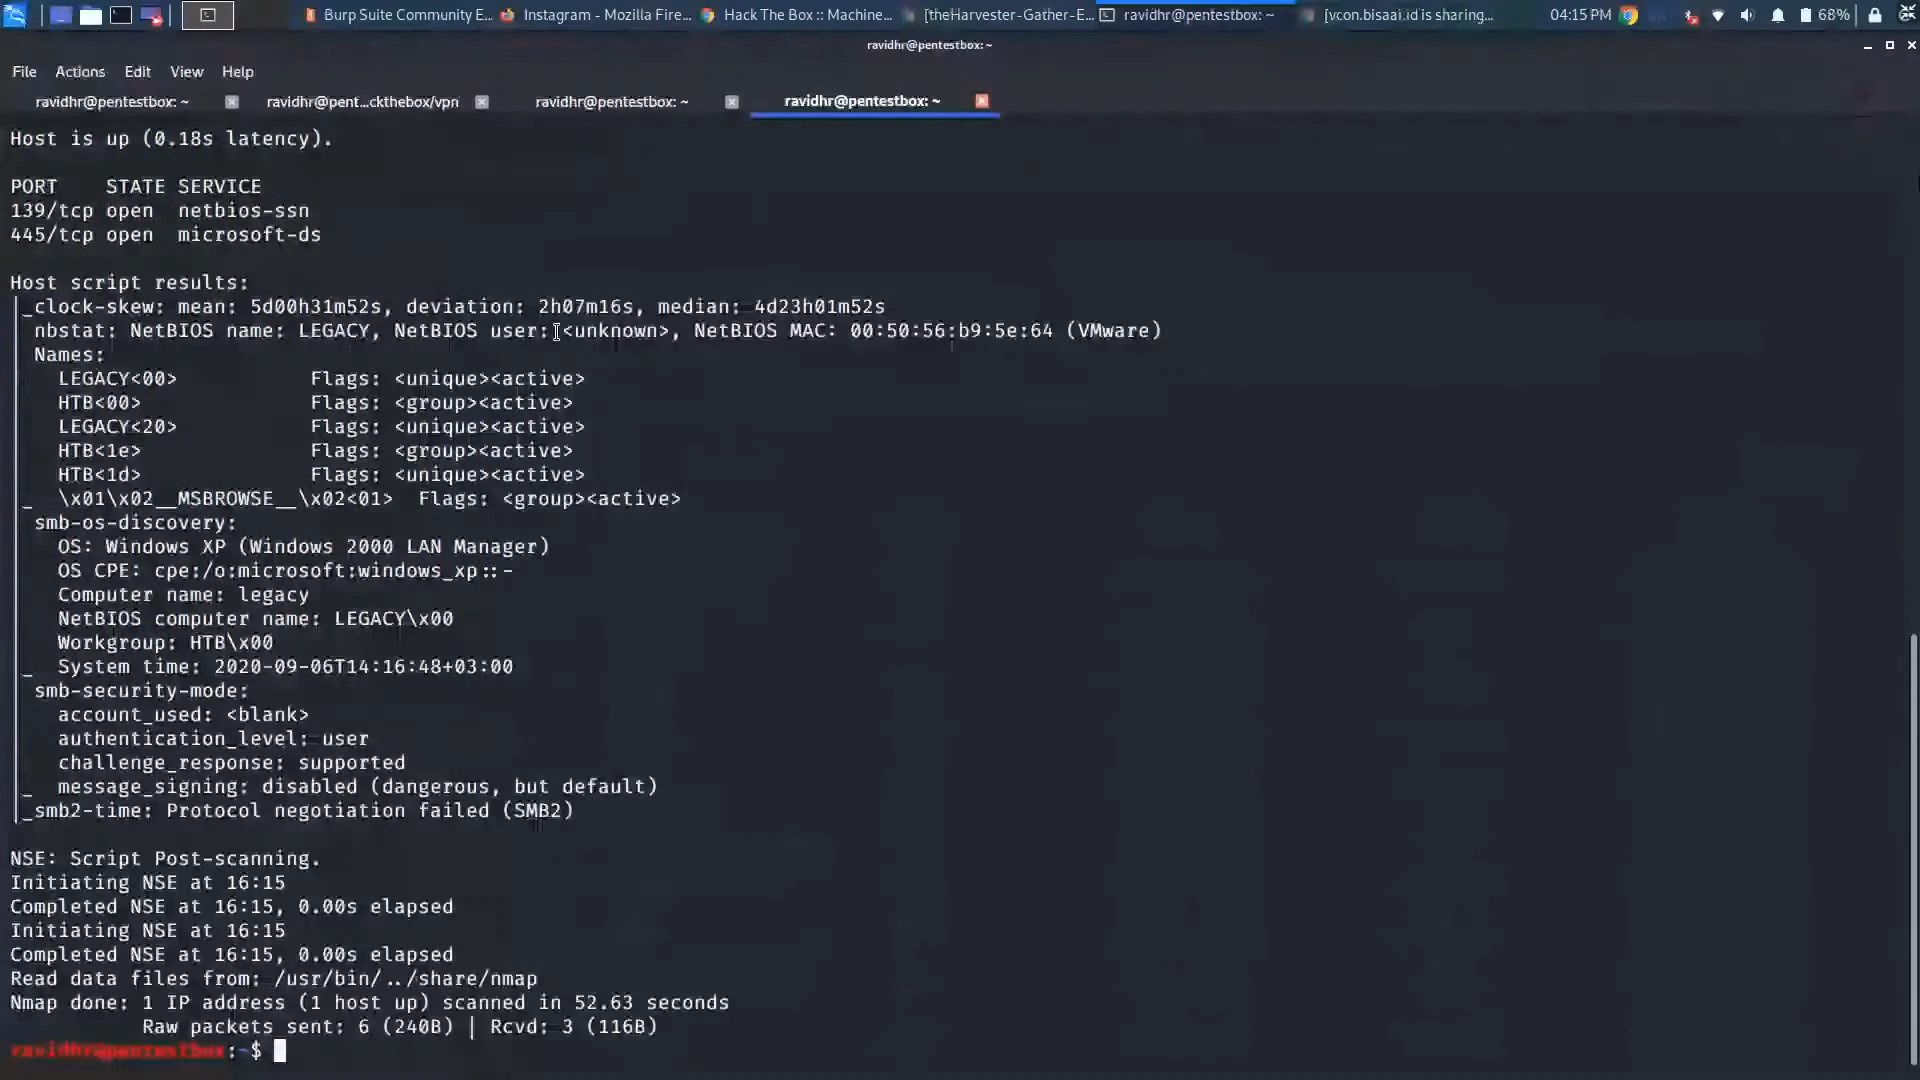 Burp Suite Community E...
Instagram - Mozilla Fire...
Hack The Box :: Machine...
[theHarvester-Gather-E...
ravidhr@pentestbox: ~
[vcon.bisaai.id is sharing...
04:15 PM
68%
ravidhr@pentestbox: ~
File Actions Edit View Help
ravidhr@pentestbox: ~
ravidhr@pent...ckthebox/vpn
ravidhr@pentestbox: ~
ravidhr@pentestbox: ~
Host is up (0.18s latency).
PORT    STATE SERVICE
139/tcp open  netbios-ssn
445/tcp open  microsoft-ds
Host script results:
|_clock-skew: mean: 5d00h31m52s, deviation: 2h07m16s, median: 4d23h01m52s
| nbstat: NetBIOS name: LEGACY, NetBIOS user: <unknown>, NetBIOS MAC: 00:50:56:b9:5e:64 (VMware)
| Names:
|   LEGACY<00>           Flags: <unique><active>
|   HTB<00>              Flags: <group><active>
|   LEGACY<20>           Flags: <unique><active>
|   HTB<1e>              Flags: <group><active>
|   HTB<1d>              Flags: <unique><active>
|_  \x01\x02__MSBROWSE__\x02<01>  Flags: <group><active>
| smb-os-discovery:
|   OS: Windows XP (Windows 2000 LAN Manager)
|   OS CPE: cpe:/o:microsoft:windows_xp::-
|   Computer name: legacy
|   NetBIOS computer name: LEGACY\x00
|   Workgroup: HTB\x00
|_  System time: 2020-09-06T14:16:48+03:00
| smb-security-mode:
|   account_used: <blank>
|   authentication_level: user
|   challenge_response: supported
|_  message_signing: disabled (dangerous, but default)
|_smb2-time: Protocol negotiation failed (SMB2)
NSE: Script Post-scanning.
Initiating NSE at 16:15
Completed NSE at 16:15, 0.00s elapsed
Initiating NSE at 16:15
Completed NSE at 16:15, 0.00s elapsed
Read data files from: /usr/bin/../share/nmap
Nmap done: 1 IP address (1 host up) scanned in 52.63 seconds
Raw packets sent: 6 (240B) | Rcvd: 3 (116B)
ravidhr@pentestbox:~$